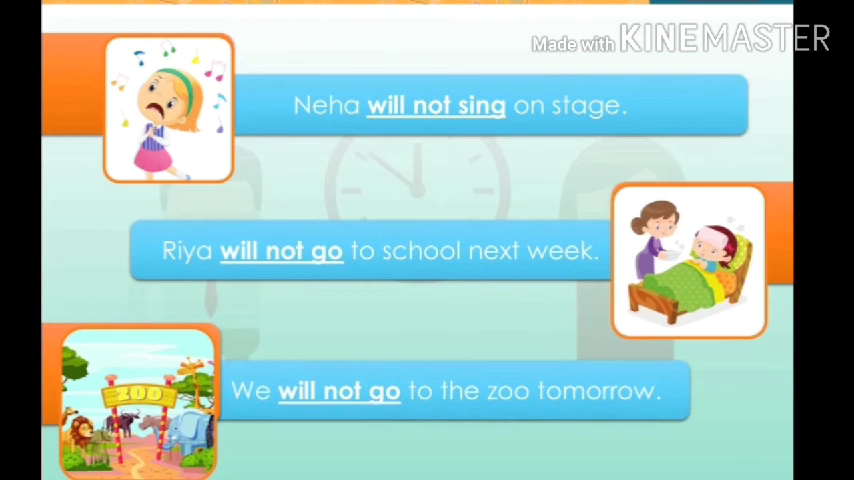 Made with KINEMASTER
Neha will not sing on stage.
Riya will not go to school next week.
ZOO
We will not go to the zoo tomorrow.